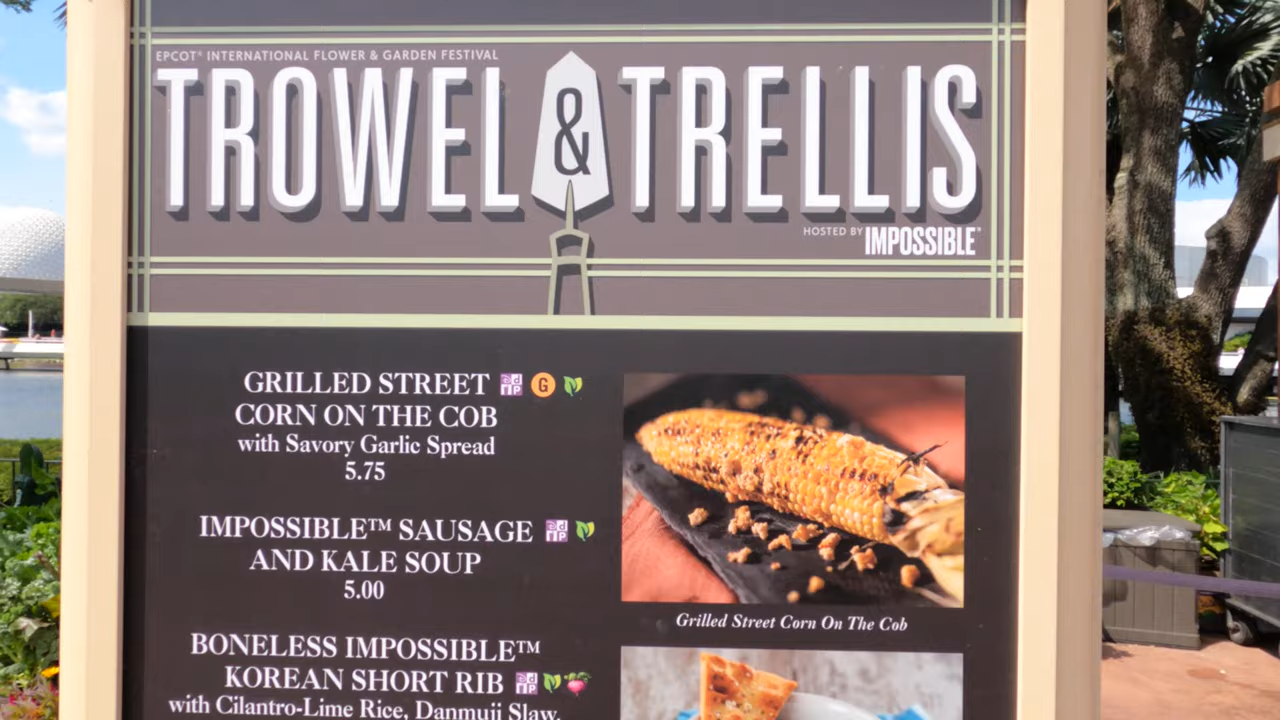 EPCOT® INTERNATIONAL FLOWER & GARDEN FESTIVAL
TROWEL & TRELLIS
HOSTED BY IMPOSSIBLE™
GRILLED STREET
CORN ON THE COB
with Savory Garlic Spread
5.75
IMPOSSIBLE™ SAUSAGE
AND KALE SOUP
5.00
BONELESS IMPOSSIBLE™
KOREAN SHORT RIB
with Cilantro-Lime Rice, Danmuji Slaw,
Grilled Street Corn On The Cob